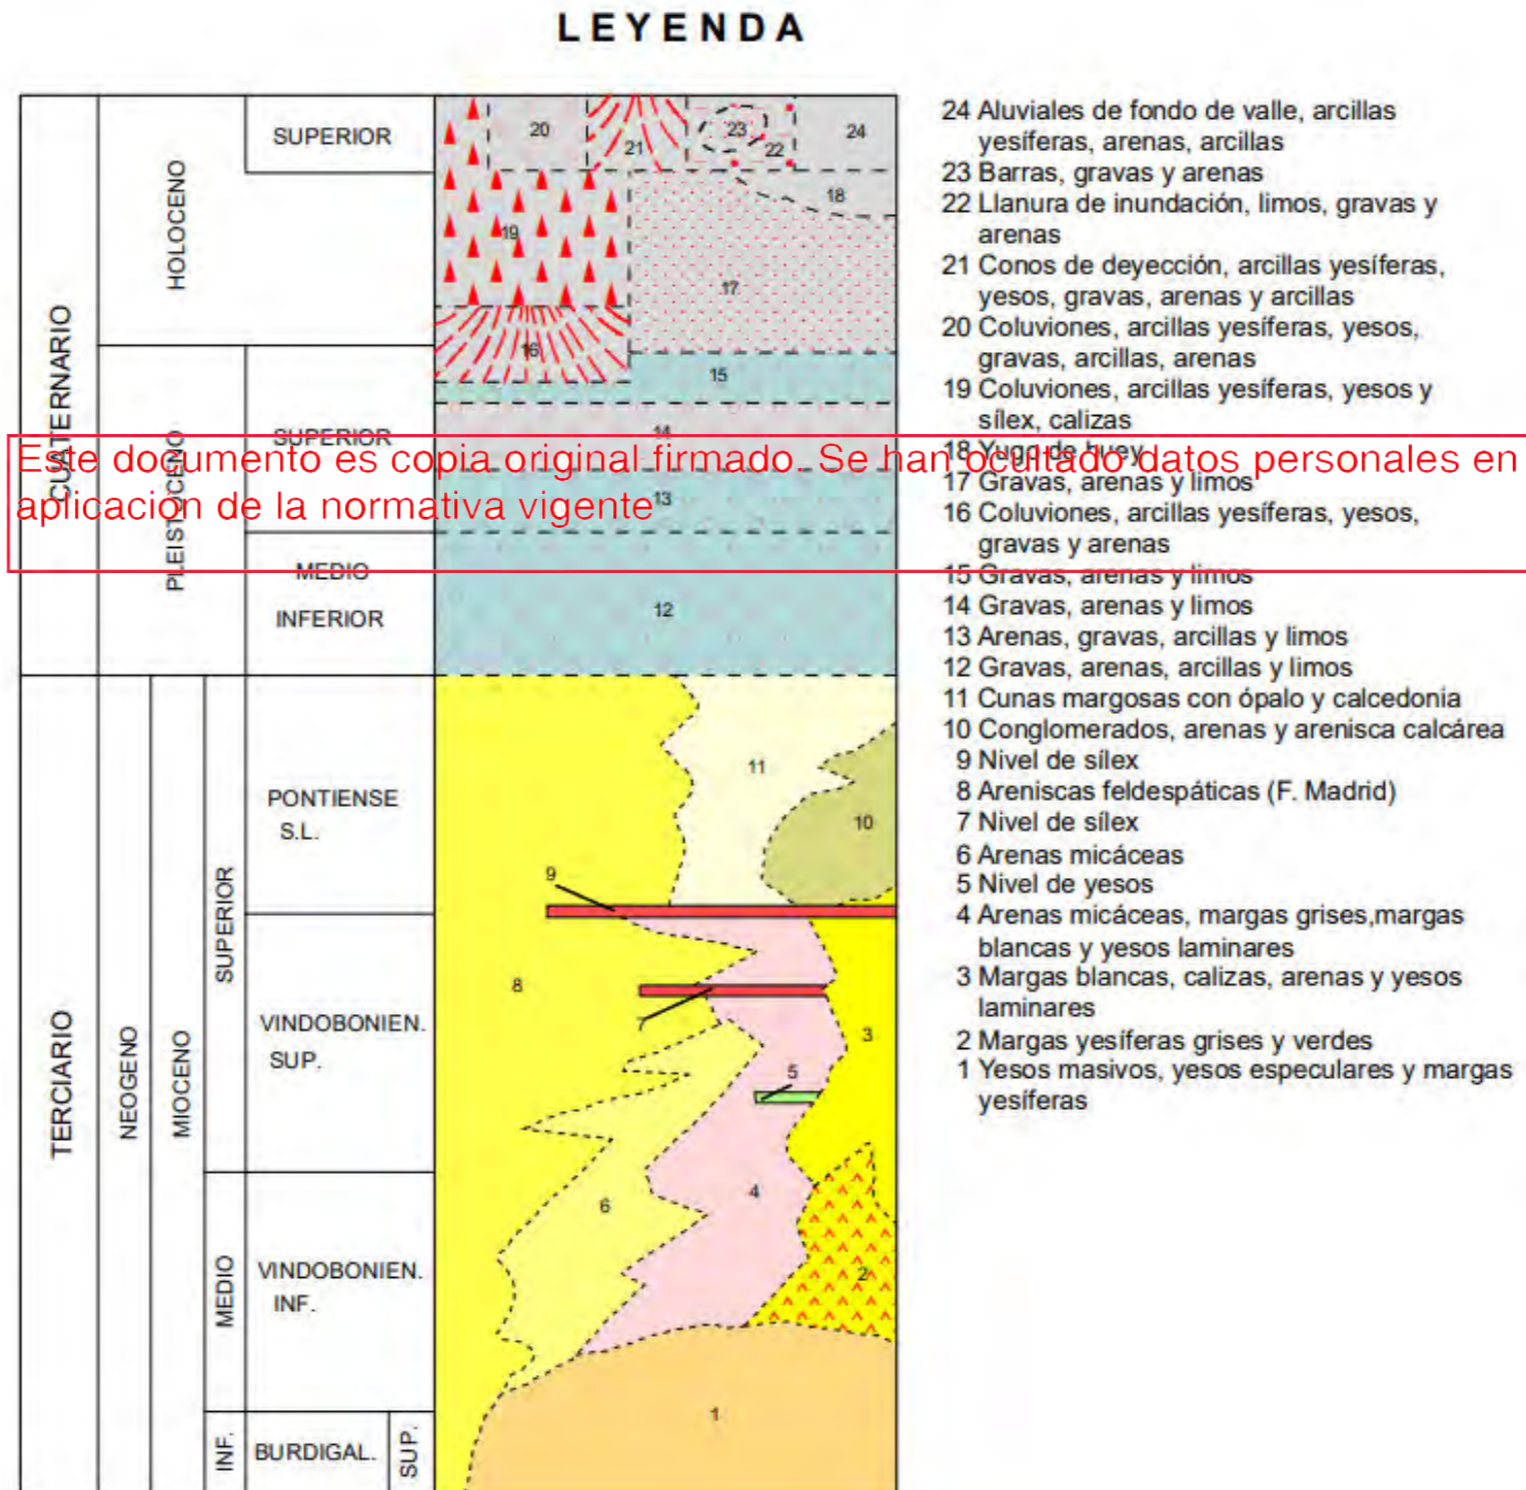 LEYENDA
CUATERNARIO
HOLOCENO
SUPERIOR
PLEISTOCENO
SUPERIOR
MEDIO
INFERIOR
TERCIARIO
NEOGENO
MIOCENO
SUPERIOR
PONTIENSE
S.L.
VINDOBONIEN.
SUP.
MEDIO
VINDOBONIEN.
INF.
INF.
BURDIGAL.
SUP.
20
21
23
22
24
18
19
17
16
15
14
13
12
11
10
9
8
7
3
5
6
4
2
1
Este documento es copia original firmado. Se han ocultado datos personales en
aplicación de la normativa vigente
24 Aluviales de fondo de valle, arcillas
yesíferas, arenas, arcillas
23 Barras, gravas y arenas
22 Llanura de inundación, limos, gravas y
arenas
21 Conos de deyección, arcillas yesíferas,
yesos, gravas, arenas y arcillas
20 Coluviones, arcillas yesíferas, yesos,
gravas, arcillas, arenas
19 Coluviones, arcillas yesíferas, yesos y
sílex, calizas
18 Yugo de buey
17 Gravas, arenas y limos
16 Coluviones, arcillas yesíferas, yesos,
gravas y arenas
15 Gravas, arenas y limos
14 Gravas, arenas y limos
13 Arenas, gravas, arcillas y limos
12 Gravas, arenas, arcillas y limos
11 Cunas margosas con ópalo y calcedonia
10 Conglomerados, arenas y arenisca calcárea
9 Nivel de sílex
8 Areniscas feldespáticas (F. Madrid)
7 Nivel de sílex
6 Arenas micáceas
5 Nivel de yesos
4 Arenas micáceas, margas grises,margas
blancas y yesos laminares
3 Margas blancas, calizas, arenas y yesos
laminares
2 Margas yesíferas grises y verdes
1 Yesos masivos, yesos especulares y margas
yesíferas